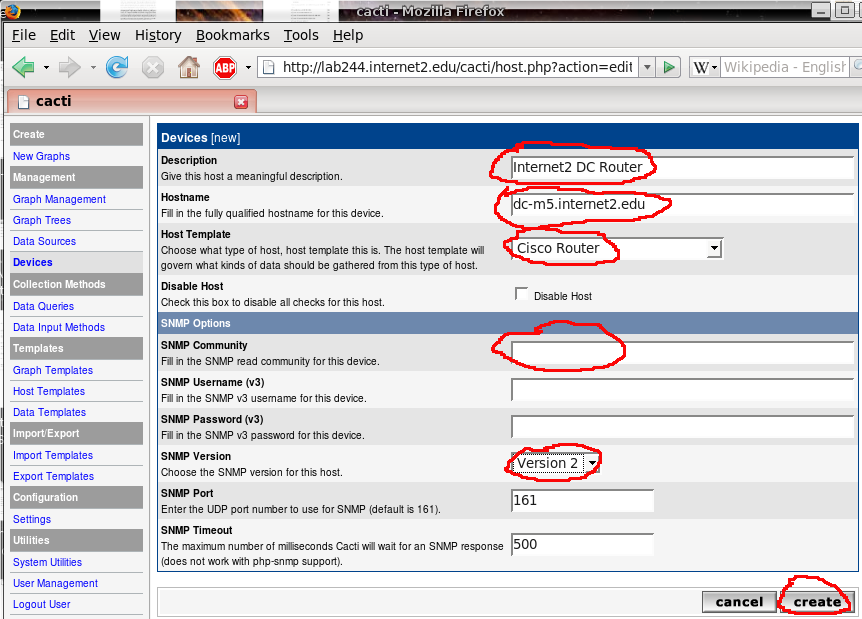 cacti - Mozilla Firefox
File Edit View History Bookmarks Tools Help
ABP http://lab244.internet2.edu/cacti/host.php?action=edit W Wikipedia - English
cacti
Create
New Graphs
Management
Graph Management
Graph Trees
Data Sources
Devices
Collection Methods
Data Queries
Data Input Methods
Templates
Graph Templates
Host Templates
Data Templates
Import/Export
Import Templates
Export Templates
Configuration
Settings
Utilities
System Utilities
User Management
Logout User
Devices [new]
Description
Give this host a meaningful description.
Internet2 DC Router
Hostname
Fill in the fully qualified hostname for this device.
dc-m5.internet2.edu
Host Template
Choose what type of host, host template this is. The host template will
govern what kinds of data should be gathered from this type of host.
Cisco Router
Disable Host
Check this box to disable all checks for this host.
Disable Host
SNMP Options
SNMP Community
Fill in the SNMP read community for this device.
SNMP Username (v3)
Fill in the SNMP v3 username for this device.
SNMP Password (v3)
Fill in the SNMP v3 password for this device.
SNMP Version
Choose the SNMP version for this host.
Version 2
SNMP Port
Enter the UDP port number to use for SNMP (default is 161).
161
SNMP Timeout
The maximum number of milliseconds Cacti will wait for an SNMP response
(does not work with php-snmp support).
500
cancel create